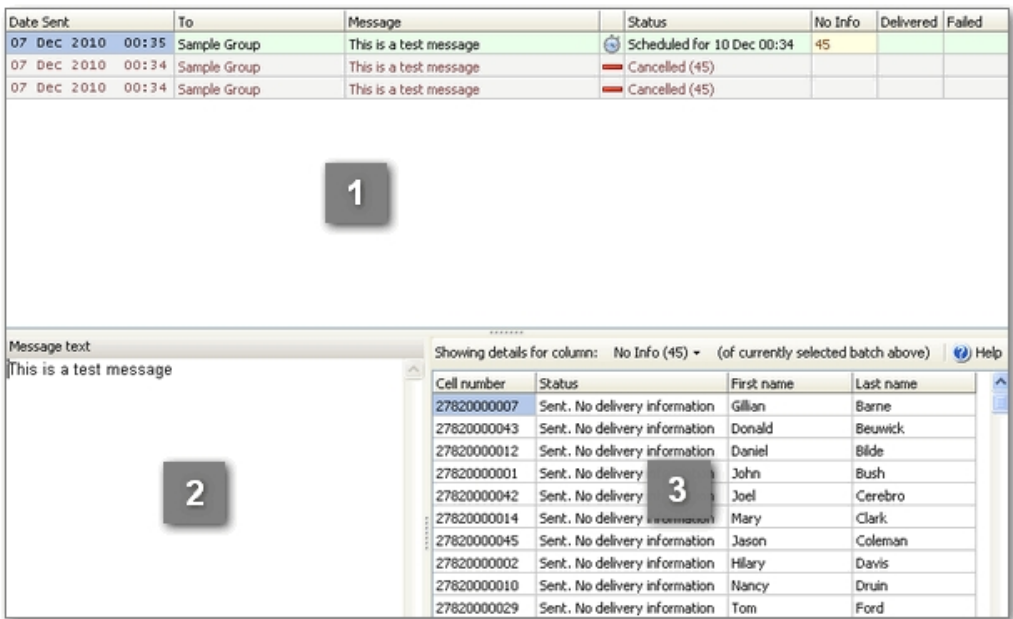 Date Sent To Message Status No Info Delivered Failed
07 Dec 2010 00:35 Sample Group This is a test message Scheduled for 10 Dec 00:34 45
07 Dec 2010 00:34 Sample Group This is a test message Cancelled (45)
07 Dec 2010 00:34 Sample Group This is a test message Cancelled (45)
1
Message text
This is a test message
2
Showing details for column: No Info (45) (of currently selected batch above) Help
Cell number Status First name Last name
27820000007 Sent. No delivery information Gillian Barne
27820000043 Sent. No delivery information Donald Beuwick
27820000012 Sent. No delivery information Daniel Bilde
27820000001 Sent. No delivery information John Bush
27820000042 Sent. No delivery Joel Cerebro
27820000014 Sent. No delivery information Mary Clark
27820000045 Sent. No delivery information Jason Coleman
27820000002 Sent. No delivery information Hilary Davis
27820000010 Sent. No delivery information Nancy Druin
27820000029 Sent. No delivery information Tom Ford
3